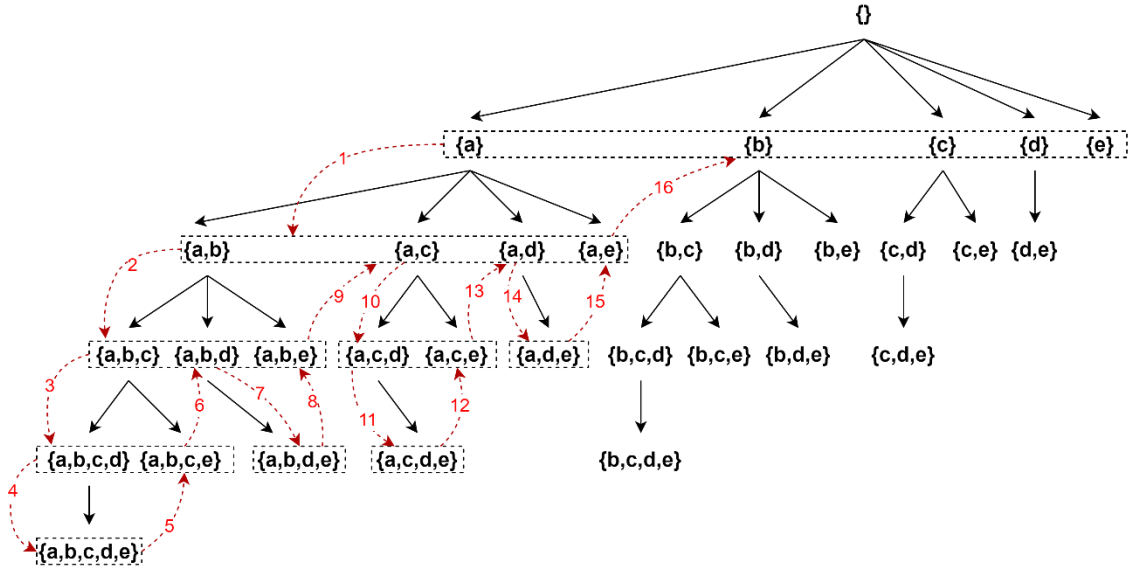 {}
{a} {b} {c} {d} {e}
1
16
{a,b} {a,c} {a,d} {a,e} {b,c} {b,d} {b,e} {c,d} {c,e} {d,e}
2
9 10 13 14 15
{a,b,c} {a,b,d} {a,b,e} {a,c,d} {a,c,e} {a,d,e} {b,c,d} {b,c,e} {b,d,e} {c,d,e}
3 6 7 8 11 12
{a,b,c,d} {a,b,c,e} {a,b,d,e} {a,c,d,e} {b,c,d,e}
4 5
{a,b,c,d,e}